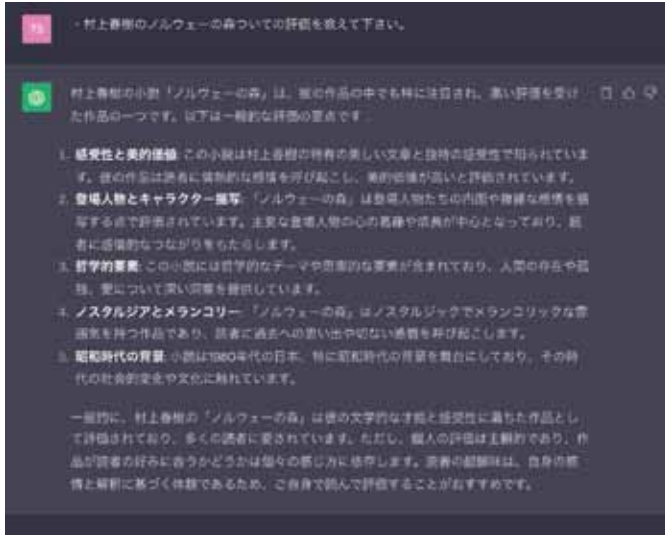 ・村上春樹のノルウェーの森ついての評価を教えて下さい。
村上春樹の小説「ノルウェーの森」は、彼の作品の中でも特に注目され、高い評価を受け
た作品の一つです。以下は一般的な評価の要点です:
1. 感受性と美的価値: この小説は村上春樹の特有の美しい文章と独特の感受性で知られていま
す。彼の作品は読者に情熱的な感情を呼び起こし、美的価値が高いと評価されています。
2. 登場人物とキャラクター描写: 「ノルウェーの森」は登場人物たちの内面や複雑な感情を描
写する点で評価されています。主要な登場人物の心の葛藤や成長が中心となっており、読
者に感情的なつながりをもたらします。
3. 哲学的要素: この小説には哲学的なテーマや思索的な要素が含まれており、人間の存在や孤
独、愛について深い洞察を提供しています。
4. ノスタルジアとメランコリー: 「ノルウェーの森」はノスタルジックでメランコリックな雰
囲気を持つ作品であり、読者に過去への思い出や切ない感情を呼び起こします。
5. 昭和時代の背景: 小説は1960年代の日本、特に昭和時代の背景を舞台にしており、その時
代の社会的変化や文化に触れています。
一般的に、村上春樹の「ノルウェーの森」は彼の文学的な才能と感受性に満ちた作品とし
て評価されており、多くの読者に愛されています。ただし、個人の評価は主観的であり、作
品が読者の好みに合うかどうかは個々の感じ方に依存します。読書の醍醐味は、自身の感
情と解釈に基づく体験であるため、ご自身で読んで評価することがおすすめです。